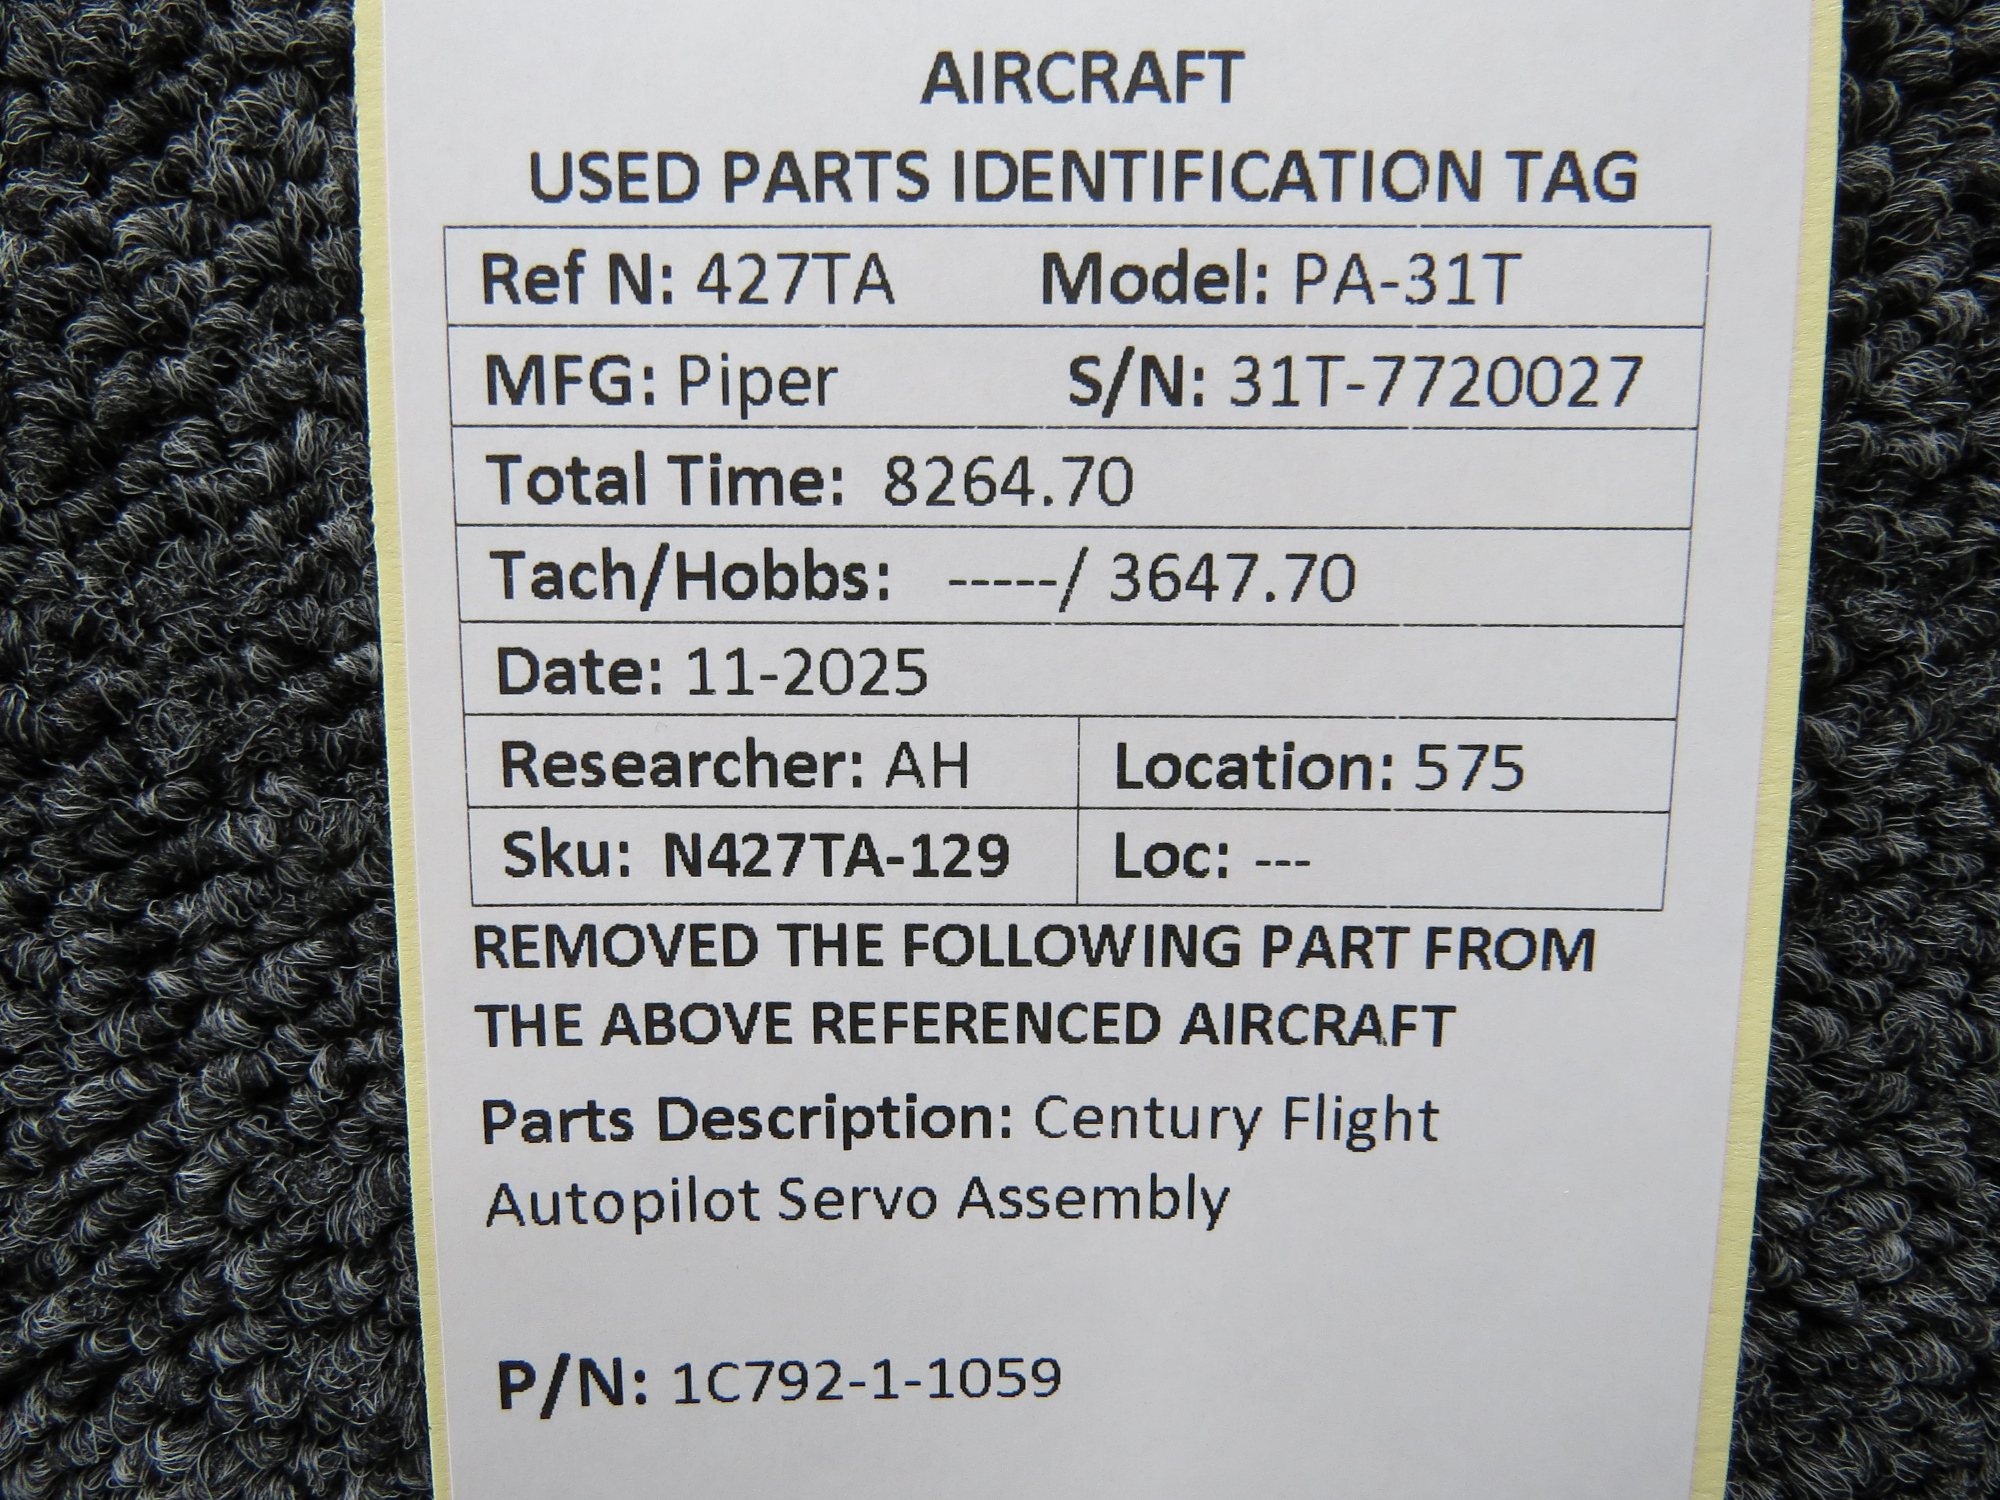 AIRCRAFT
USED PARTS IDENTIFICATION TAG
Ref N: 427TA Model: PA-31T
MFG: Piper S/N: 31T-7720027
Total Time: 8264.70
Tach/Hobbs: -----/ 3647.70
Date: 11-2025
Researcher: AH Location: 575
Sku: N427TA-129 Loc: ---
REMOVED THE FOLLOWING PART FROM
THE ABOVE REFERENCED AIRCRAFT
Parts Description: Century Flight
Autopilot Servo Assembly
P/N: 1C792-1-1059